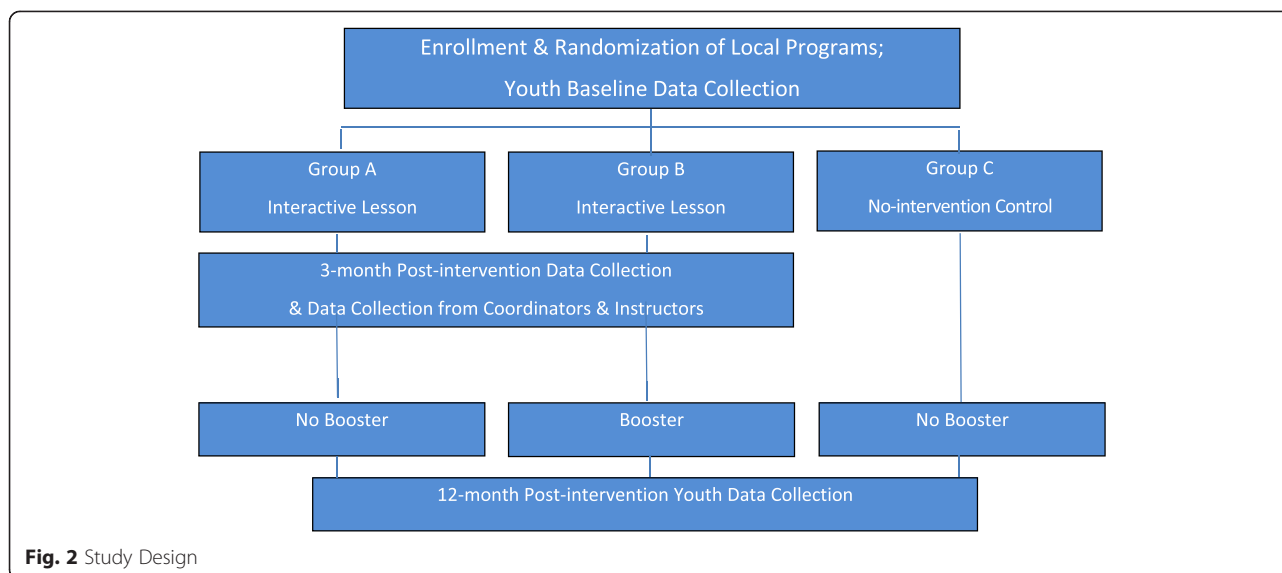 Enrollment & Randomization of Local Programs;
Youth Baseline Data Collection
Group A
Interactive Lesson
Group B
Interactive Lesson
Group C
No-intervention Control
3-month Post-intervention Data Collection
& Data Collection from Coordinators & Instructors
No Booster
Booster
No Booster
12-month Post-intervention Youth Data Collection
Fig. 2 Study Design